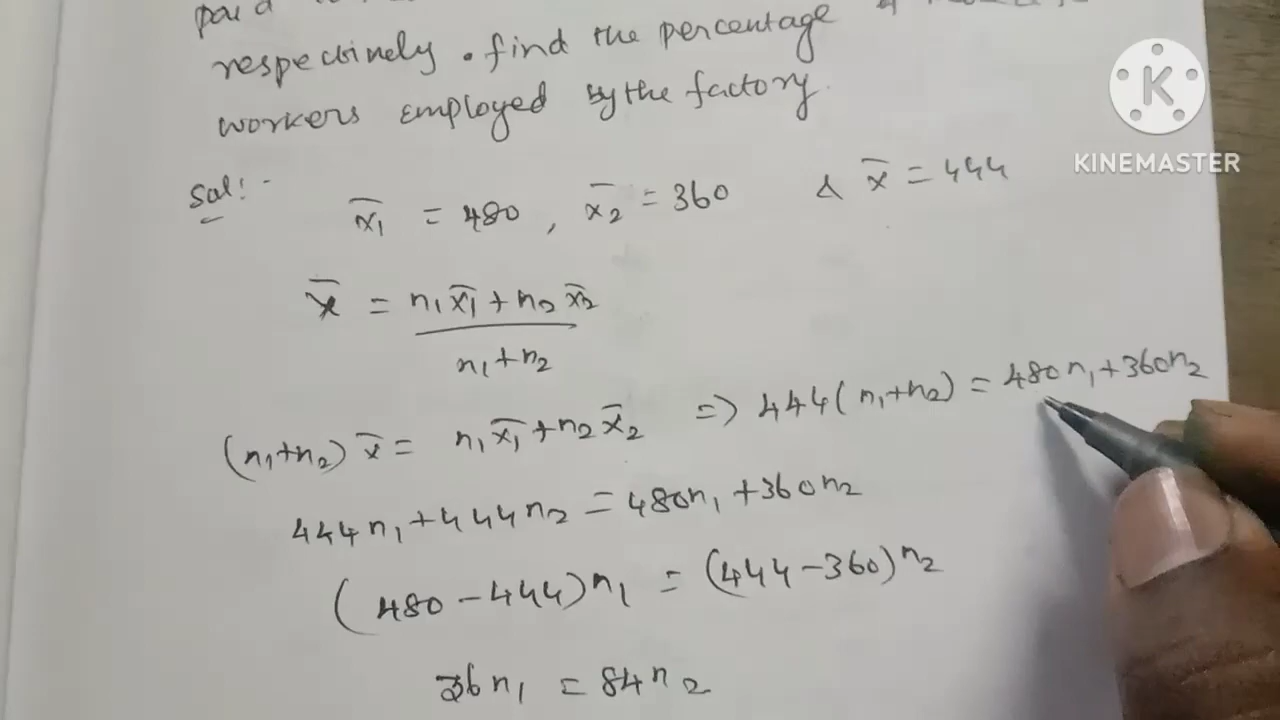 respectively . find the percentage
workers employed by the factory.
K
KINEMASTER
Sol! -
x̄₁ = 480 , x̄₂ = 360 & x̄ = 444
x̄ = n₁x̄₁ + n₂x̄₂
n₁+n₂
(n₁+n₂) x̄ = n₁x̄₁ + n₂x̄₂ => 444(n₁+n₂) = 480n₁+360n₂
444n₁+444n₂ = 480n₁ +360n₂
(480 - 444)n₁ = (444-360)n₂
36n₁ = 84n₂